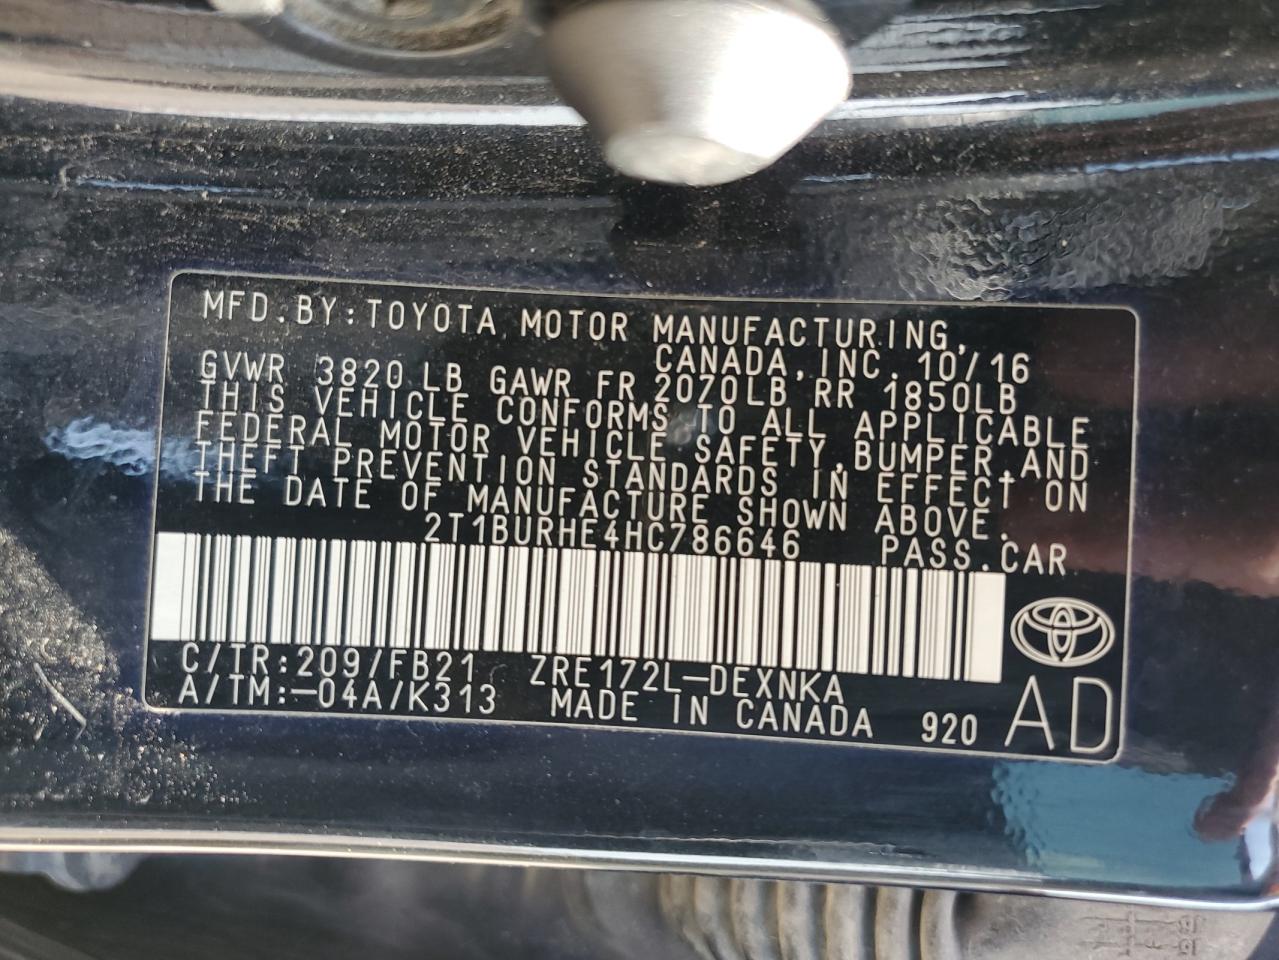 MFD.BY:TOYOTA MOTOR MANUFACTURING,
CANADA,INC. 10/16
GVWR 3820LB GAWR FR 2070LB RR 1850LB
THIS VEHICLE CONFORMS TO ALL APPLICABLE
FEDERAL MOTOR VEHICLE SAFETY,BUMPER,AND
THEFT PREVENTION STANDARDS IN EFFECT ON
THE DATE OF MANUFACTURE SHOWN ABOVE.
2T1BURHE4HC786646 PASS.CAR
C/TR:209/FB21 ZRE172L-DEXNKA
A/TM:-04A/K313 MADE IN CANADA 920 AD